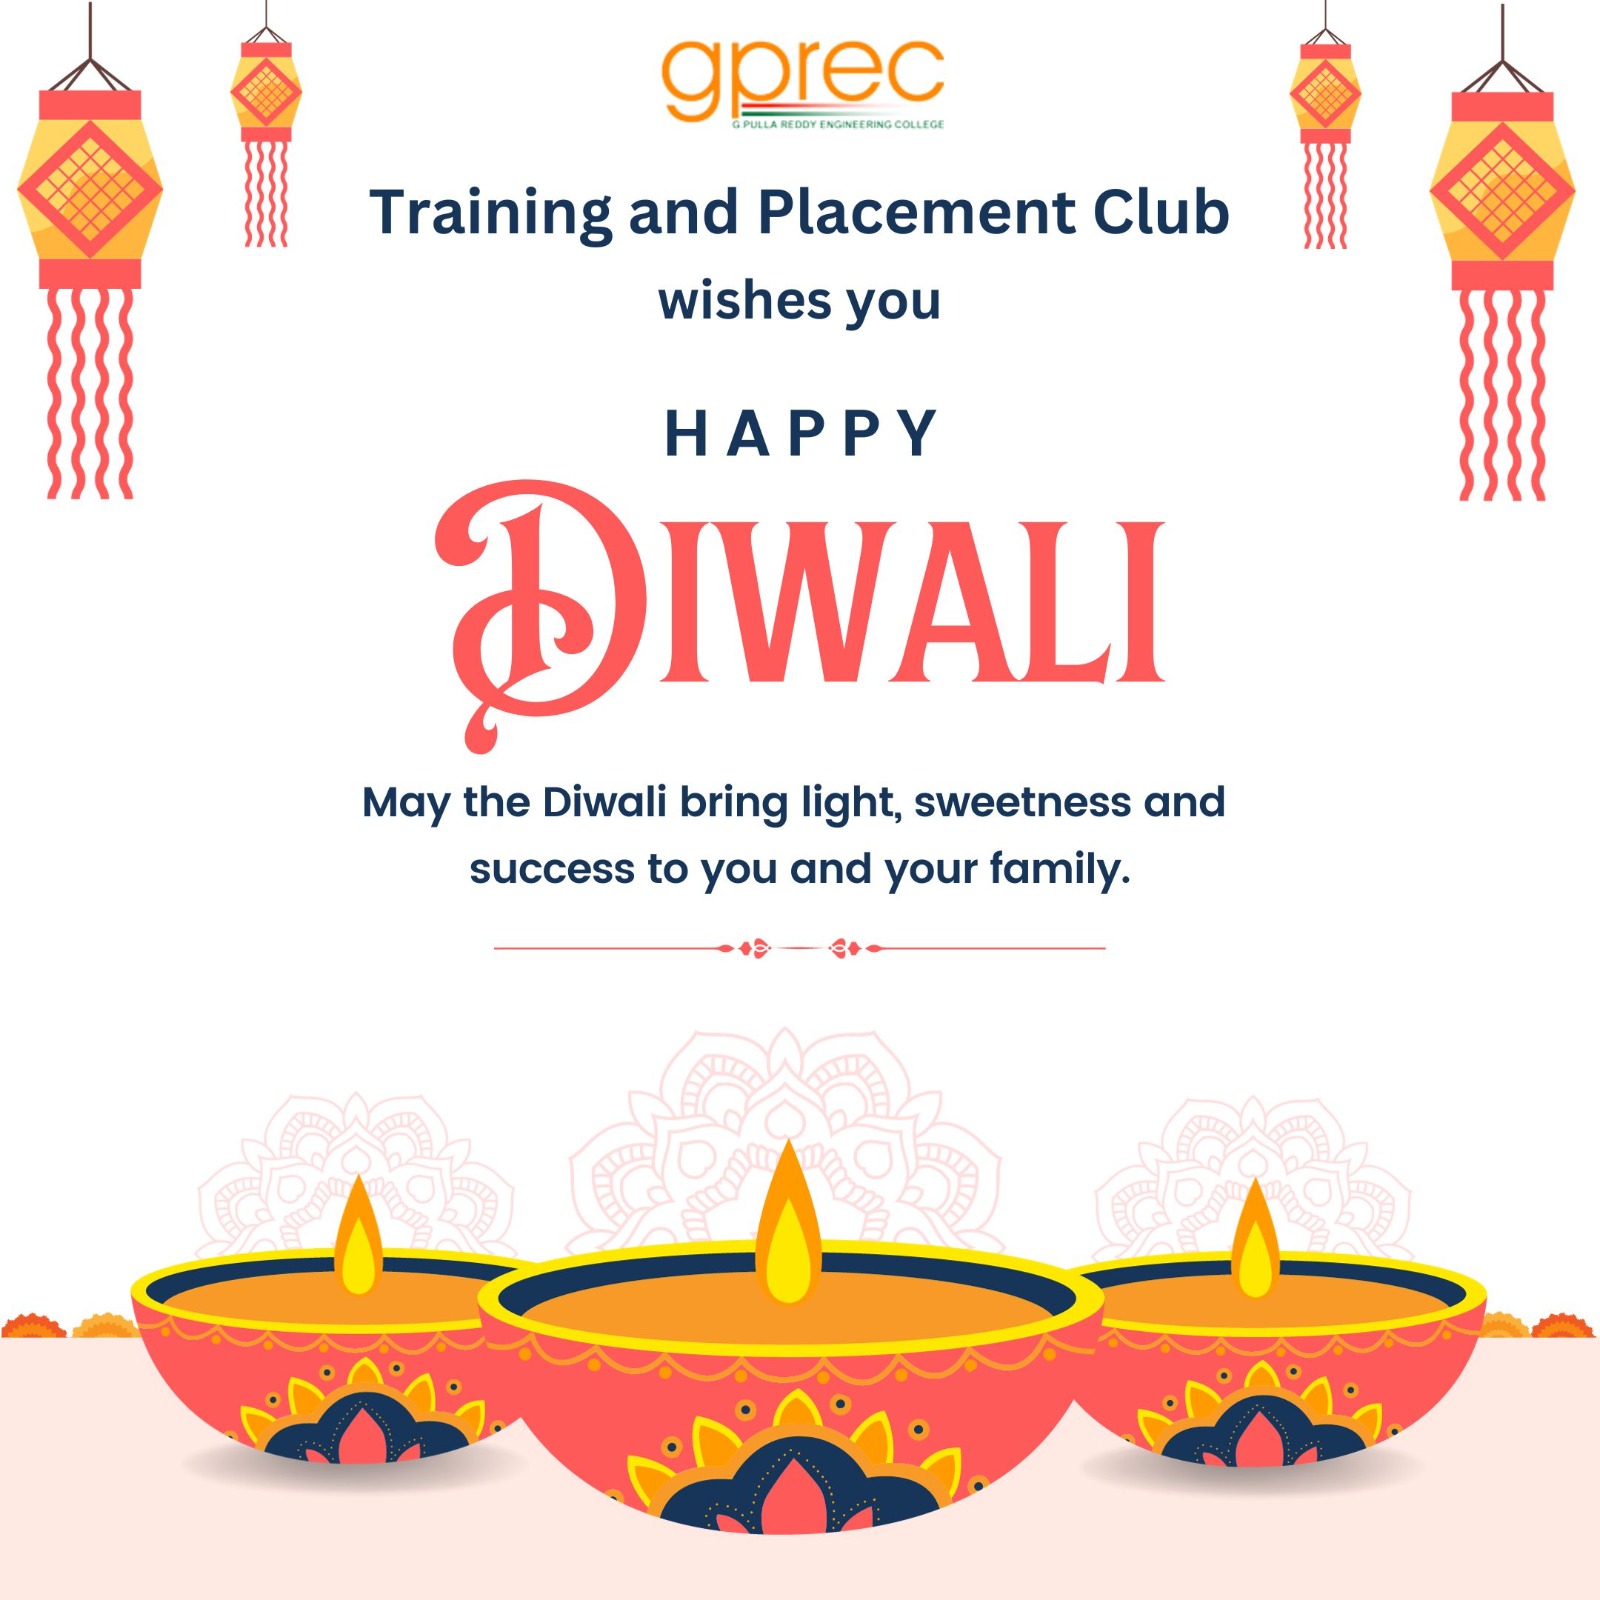 gprec
G.PULLA REDDY ENGINEERING COLLEGE
Training and Placement Club
wishes you
HAPPY
DIWALI
May the Diwali bring light, sweetness and
success to you and your family.